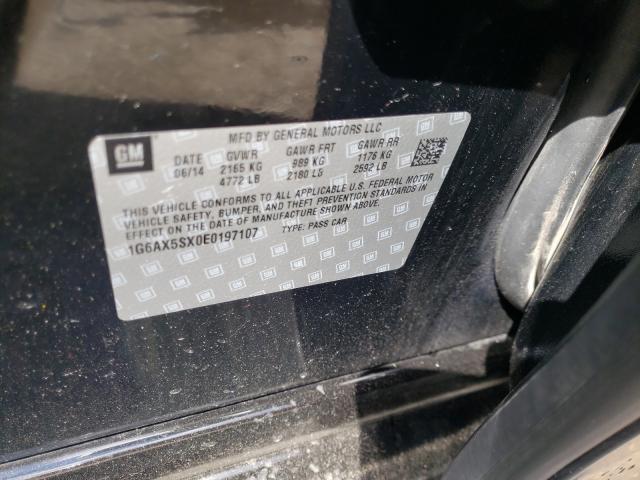 MFD BY GENERAL MOTORS LLC
GM
DATE GVWR GAWR FRT GAWR RR
06/14 2165 KG 989 KG 1176 KG
4772 LB 2180 LB 2592 LB
THIS VEHICLE CONFORMS TO ALL APPLICABLE U.S. FEDERAL MOTOR
VEHICLE SAFETY, BUMPER, AND THEFT PREVENTION STANDARDS IN
EFFECT ON THE DATE OF MANUFACTURE SHOWN ABOVE.
1G6AX5SX0E0197107 TYPE: PASS CAR